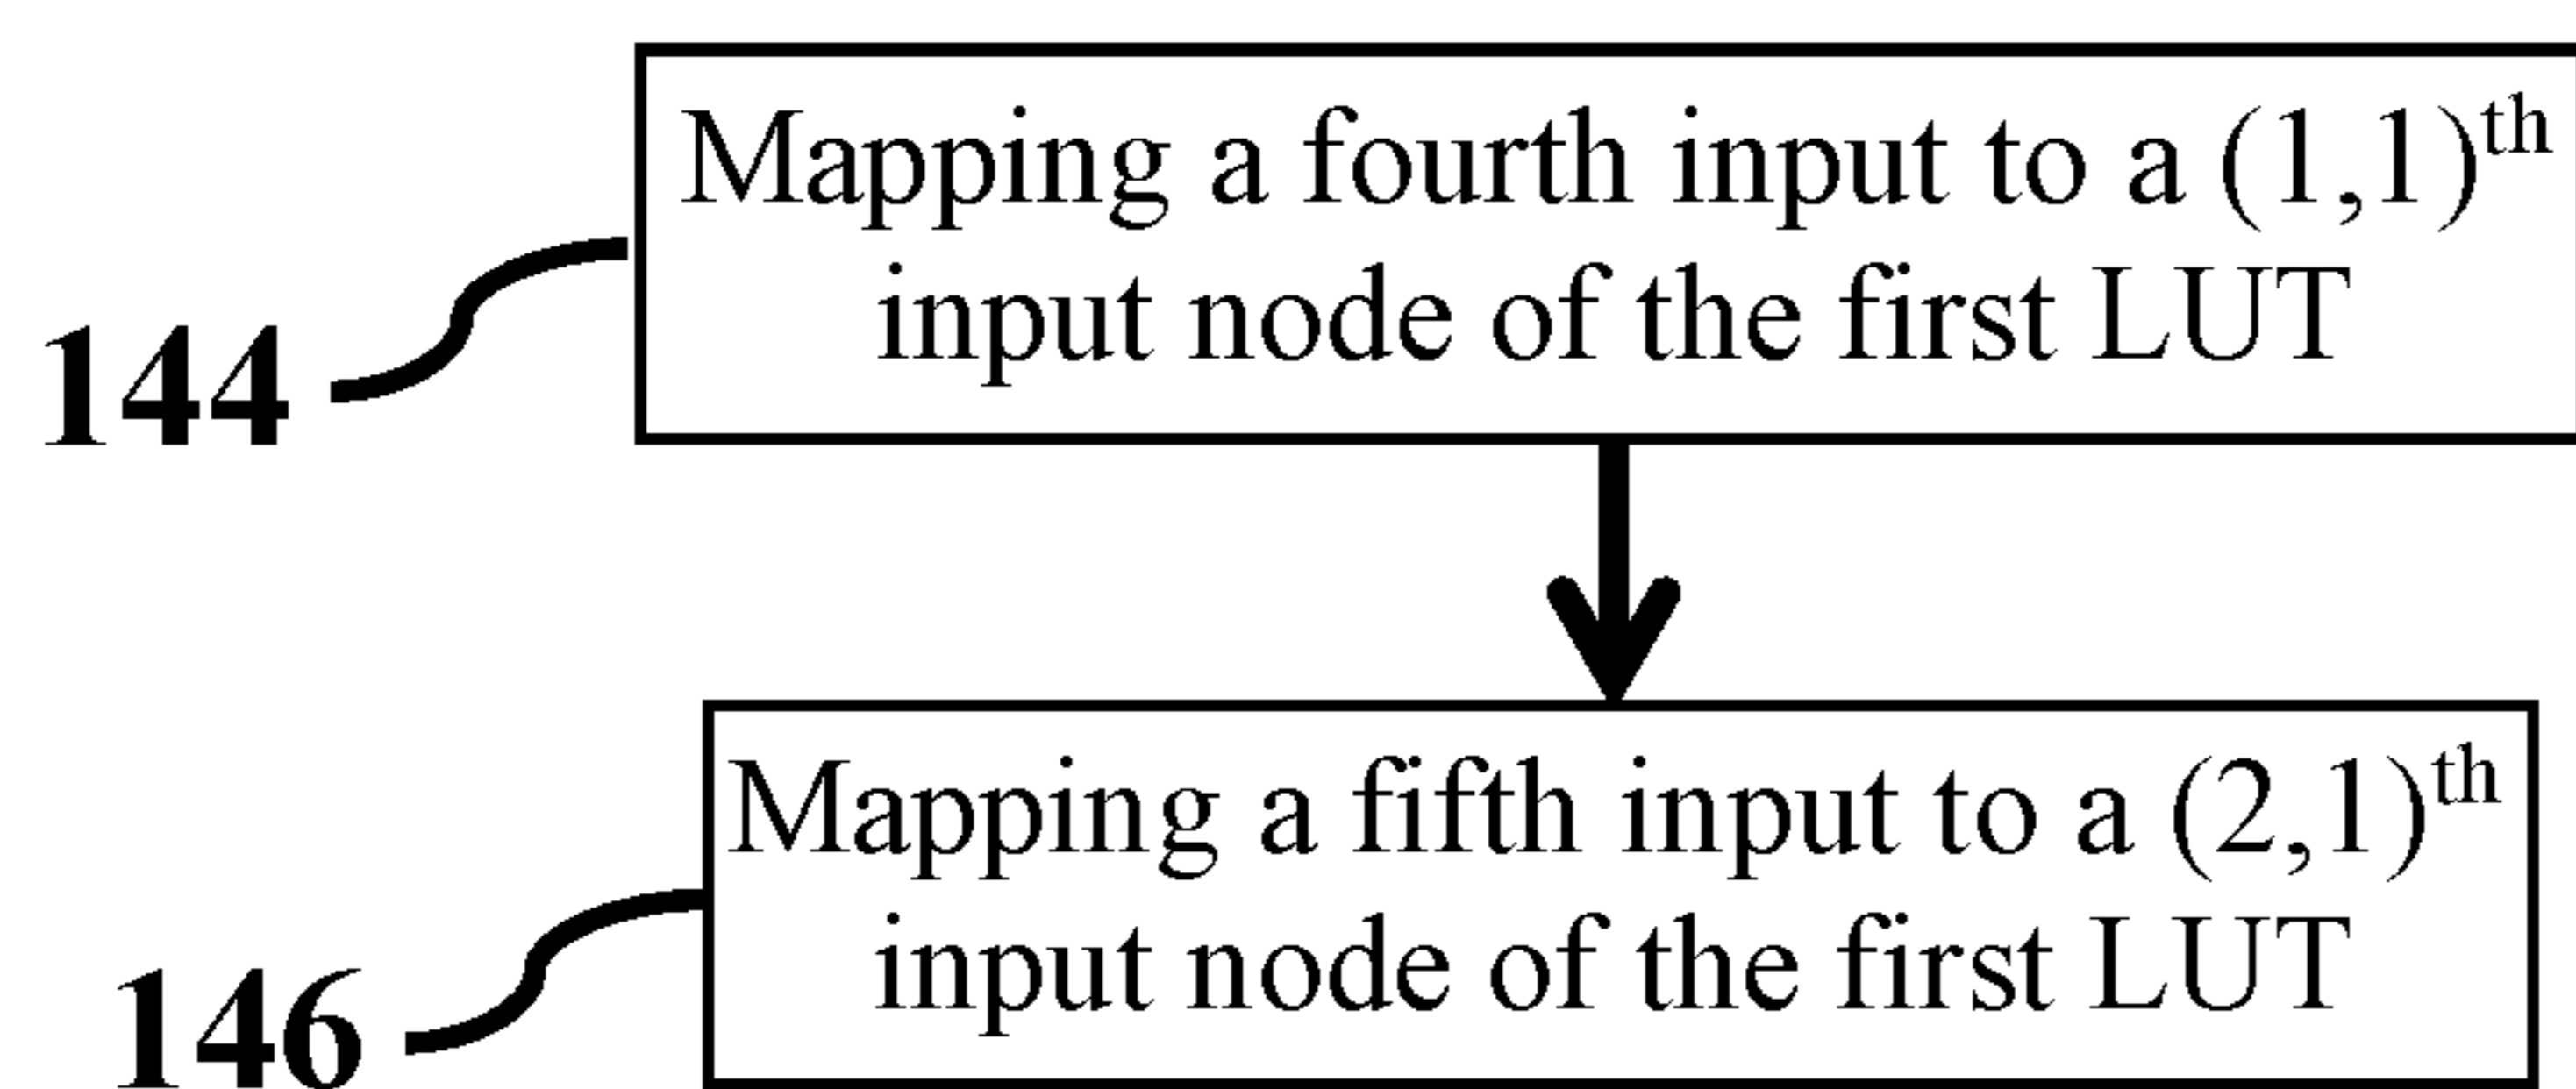 Mapping a fourth input to a (1,1)th
input node of the first LUT
144
Mapping a fifth input to a (2,1)th
input node of the first LUT
146